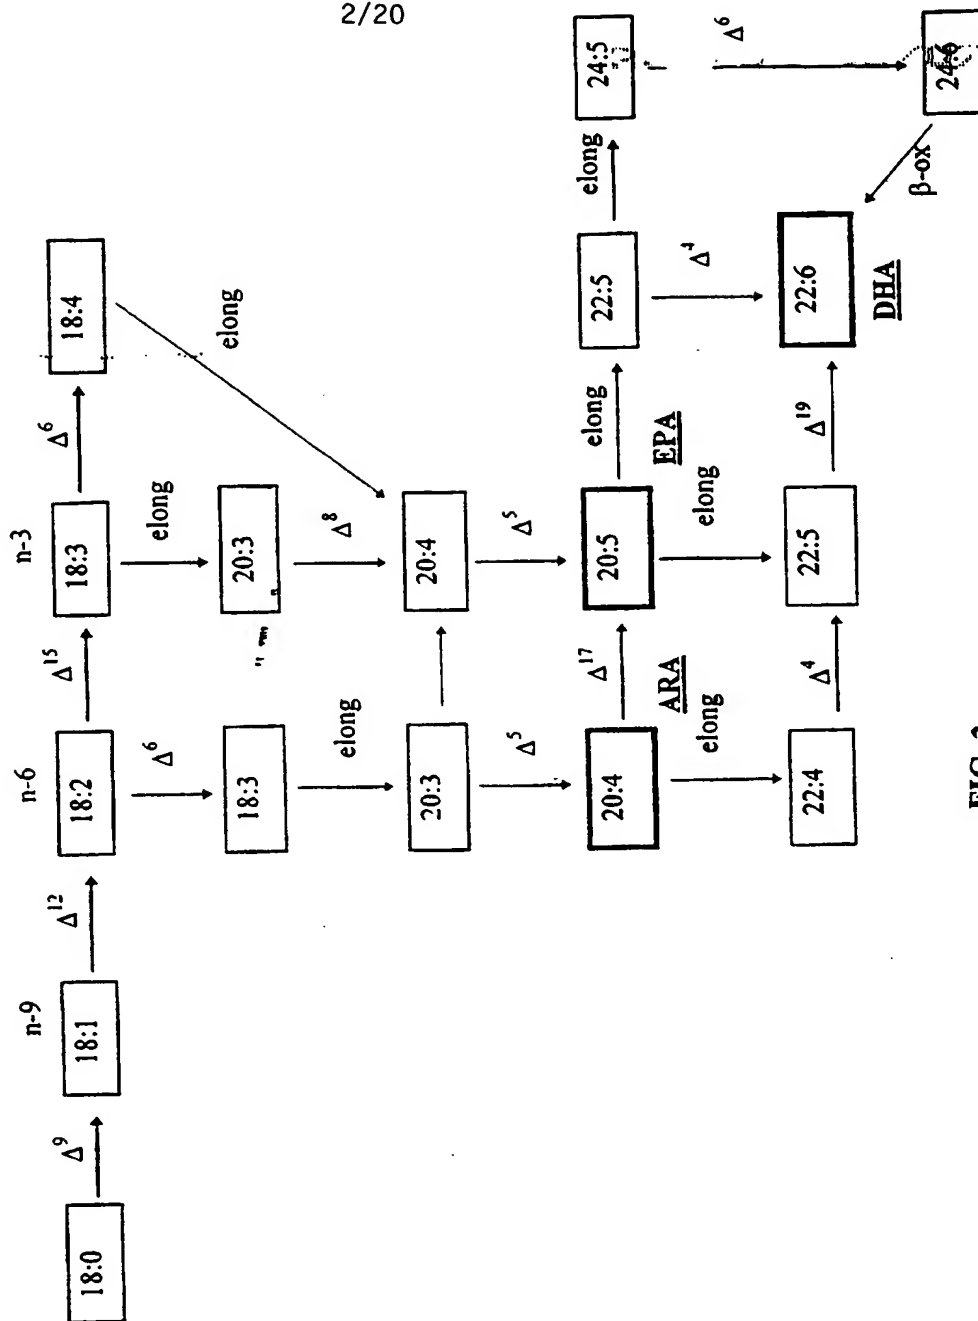 2/20
n-9 n-6 n-3
Δ⁹ Δ¹² Δ¹⁵ Δ⁶
18:0 18:1 18:2 18:3 18:4
Δ⁶ elong elong
18:3 20:3
elong Δ⁸
20:3 20:4
Δ⁵ Δ⁵
Δ¹⁷ elong elong
20:4 20:5 22:5 24:5
ARA EPA
elong elong Δ⁴ Δ⁶
Δ⁴ Δ¹⁹
22:4 22:5 22:6
DHA β-ox
24:6